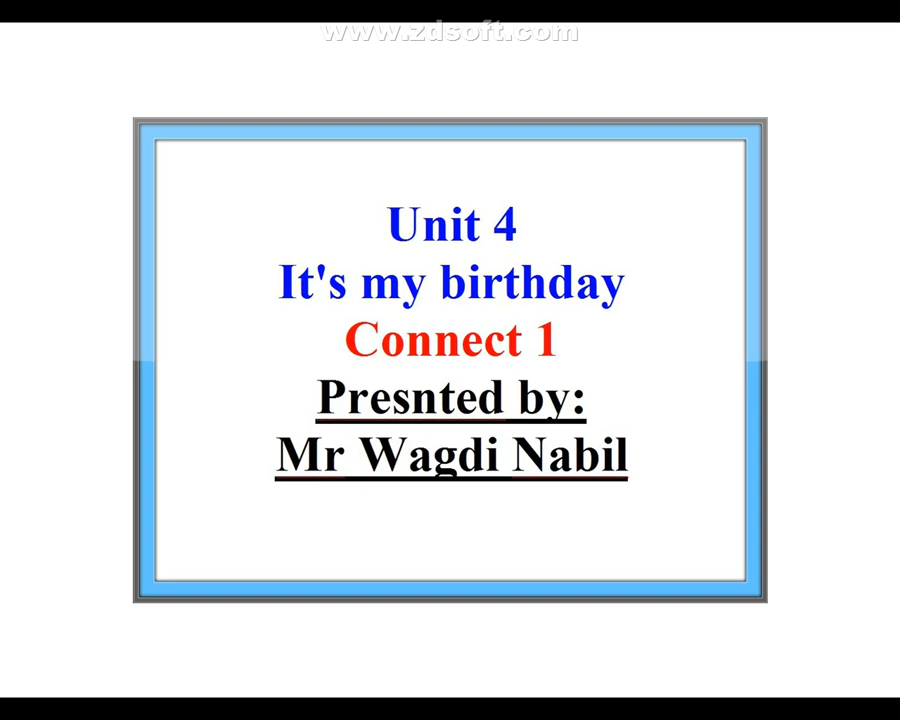 www.zdsoft.com
Unit 4
It's my birthday
Connect 1
Presnted by:
Mr Wagdi Nabil